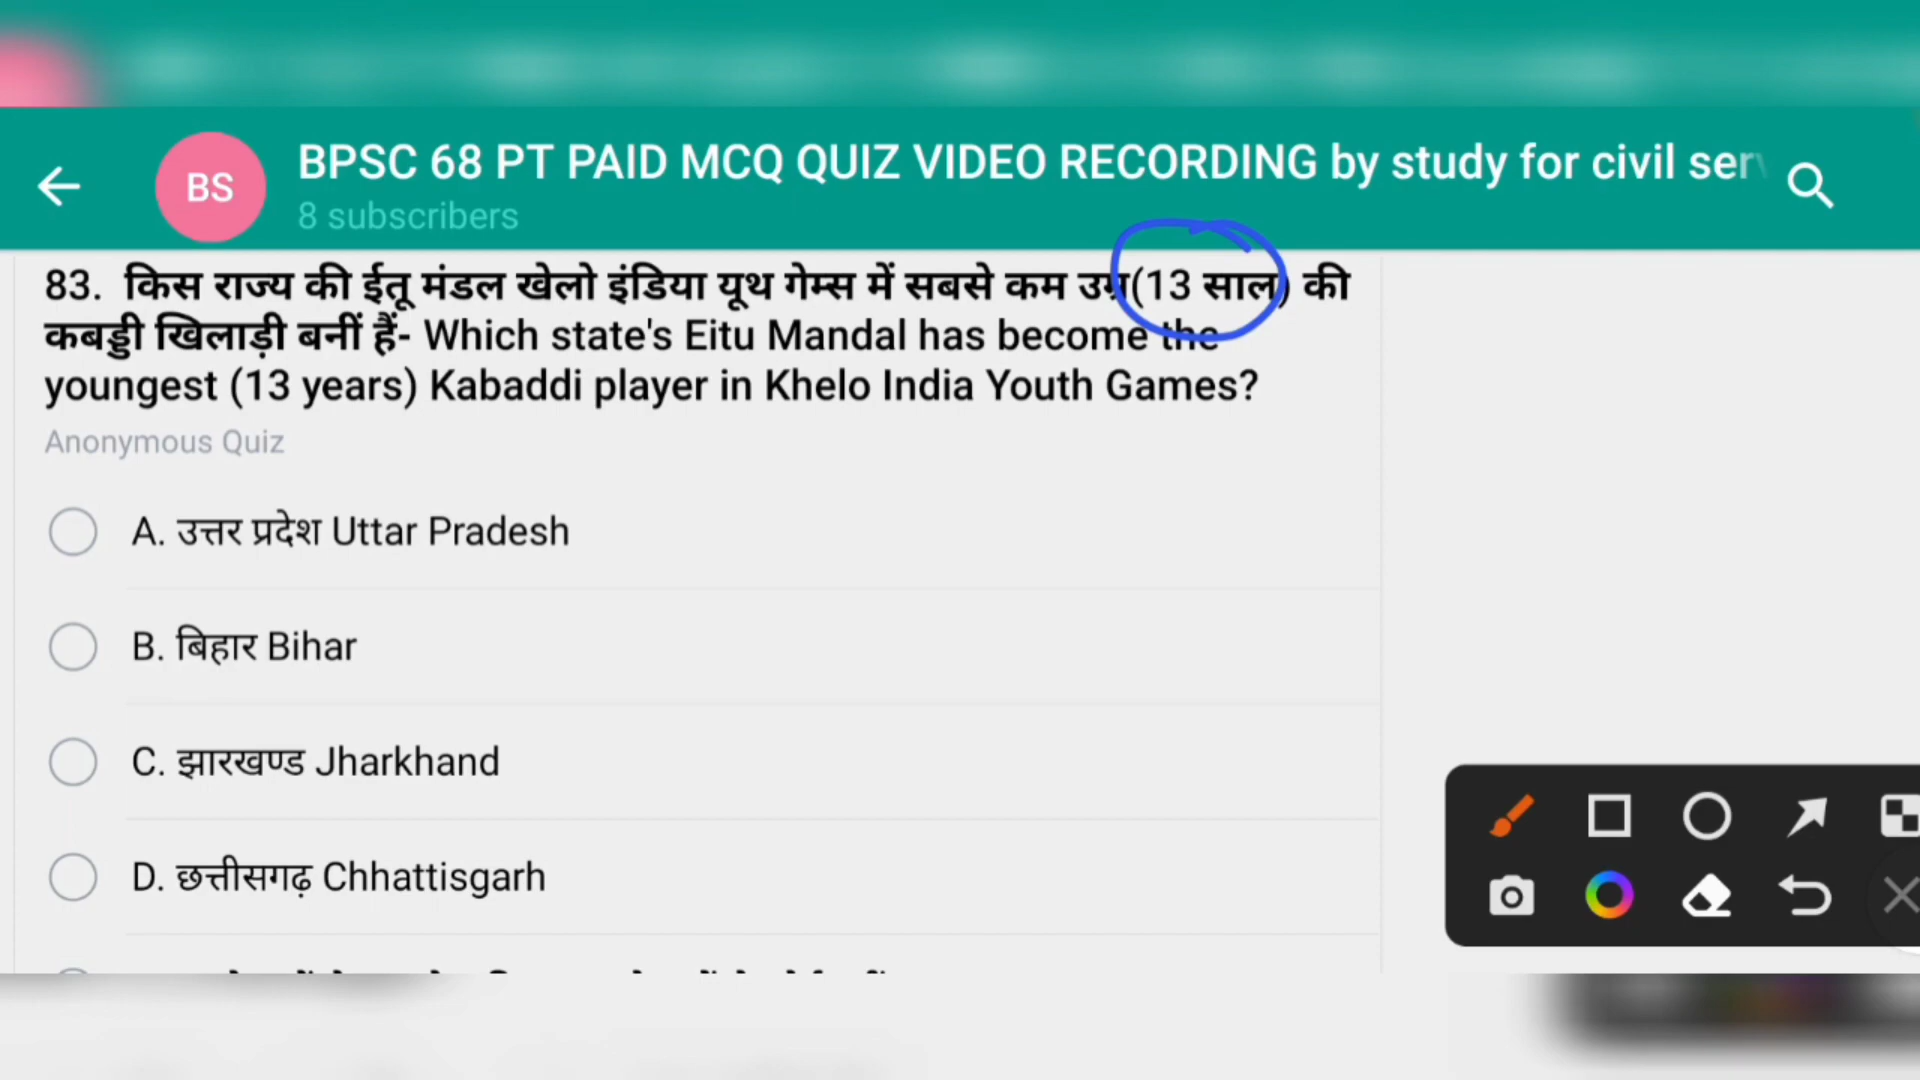 BS
BPSC 68 PT PAID MCQ QUIZ VIDEO RECORDING by study for civil ser
8 subscribers
83. किस राज्य की ईतू मंडल खेलो इंडिया यूथ गेम्स में सबसे कम उम्र(13 साल) की
कबड्डी खिलाड़ी बनीं हैं- Which state's Eitu Mandal has become the
youngest (13 years) Kabaddi player in Khelo India Youth Games?
Anonymous Quiz
A. उत्तर प्रदेश Uttar Pradesh
B. बिहार Bihar
C. झारखण्ड Jharkhand
D. छत्तीसगढ़ Chhattisgarh